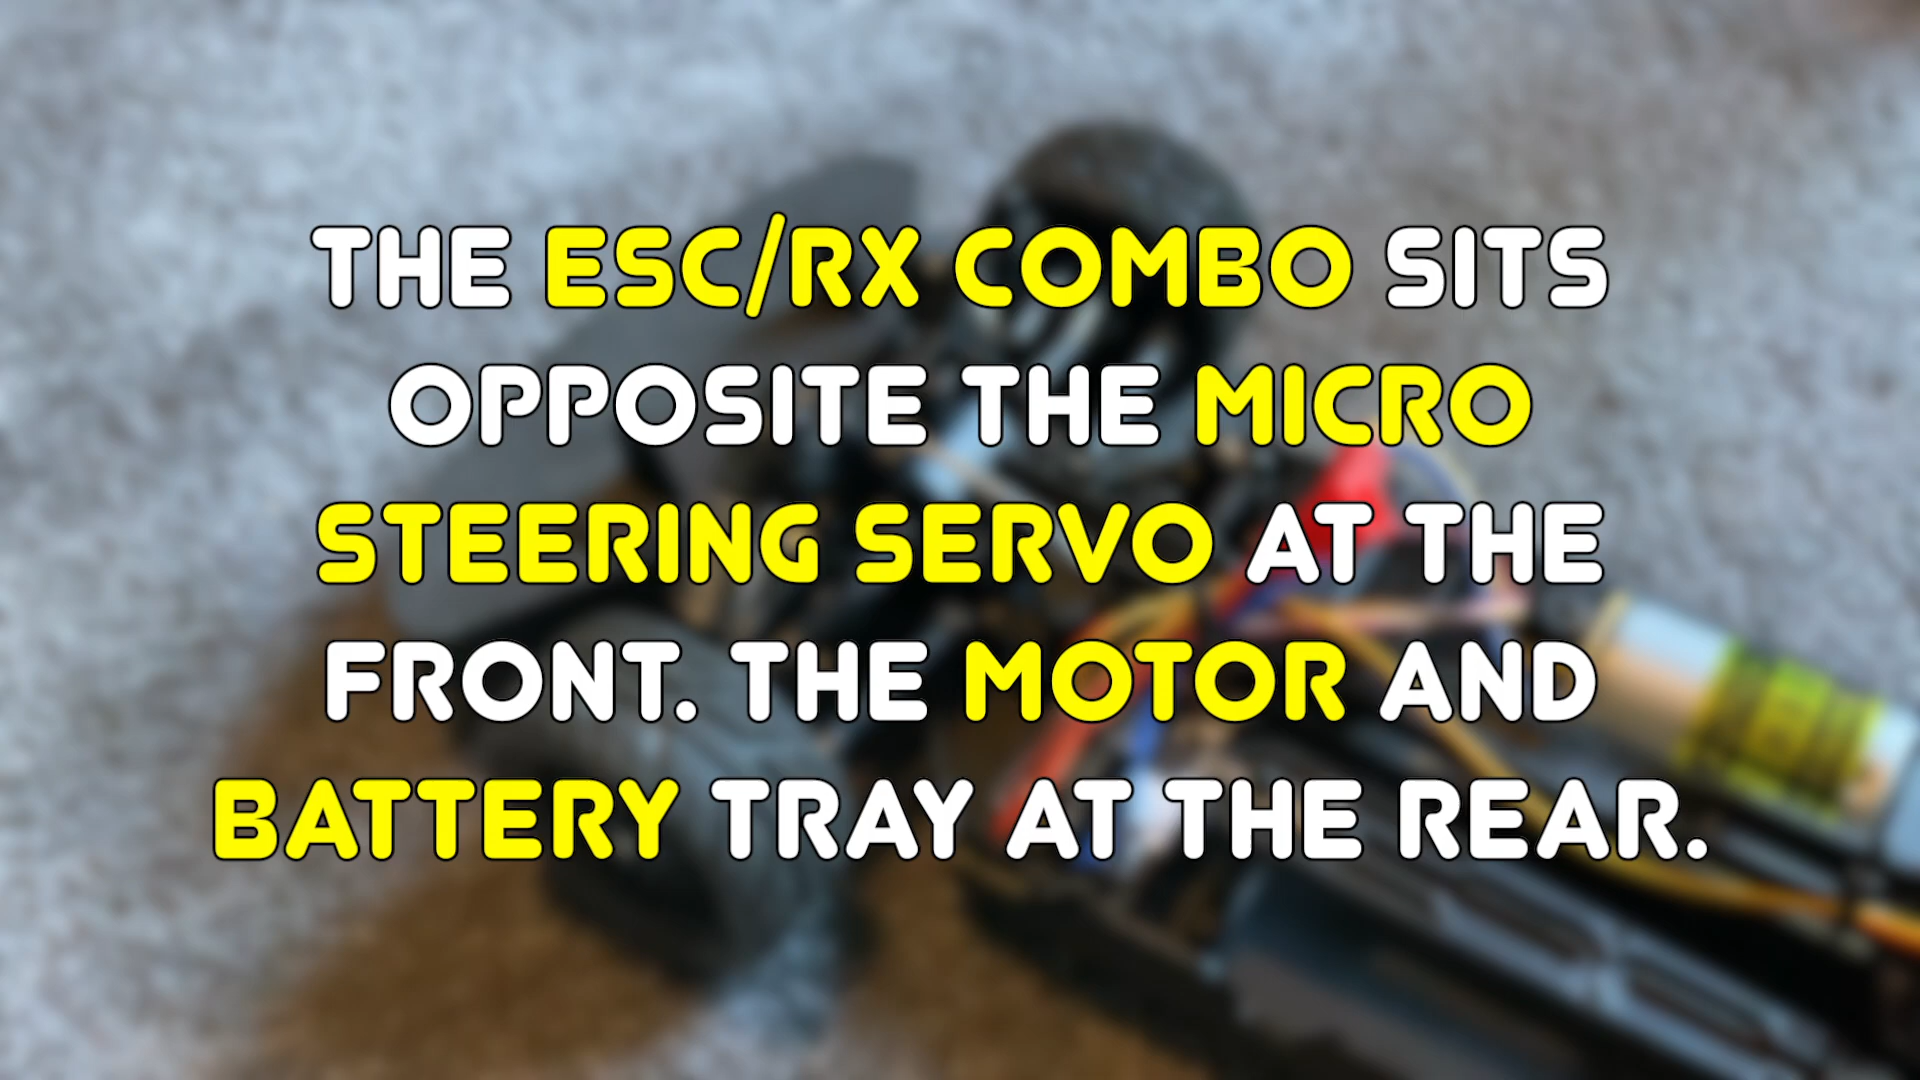 THE ESC/RX COMBO SITS
OPPOSITE THE MICRO
STEERING SERVO AT THE
FRONT. THE MOTOR AND
BATTERY TRAY AT THE REAR.